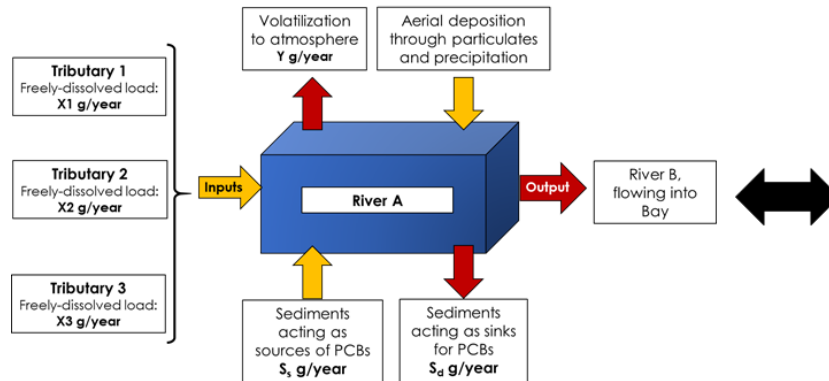 Volatilization
to atmosphere
Y g/year
Aerial deposition
through particulates
and precipitation
Tributary 1
Freely-dissolved load:
X1 g/year
Tributary 2
Freely-dissolved load:
X2 g/year
Tributary 3
Freely-dissolved load:
X3 g/year
Inputs
River A
Output
River B,
flowing into
Bay
Sediments
acting as
sources of PCBs
Ss g/year
Sediments
acting as sinks
for PCBs
Sd g/year